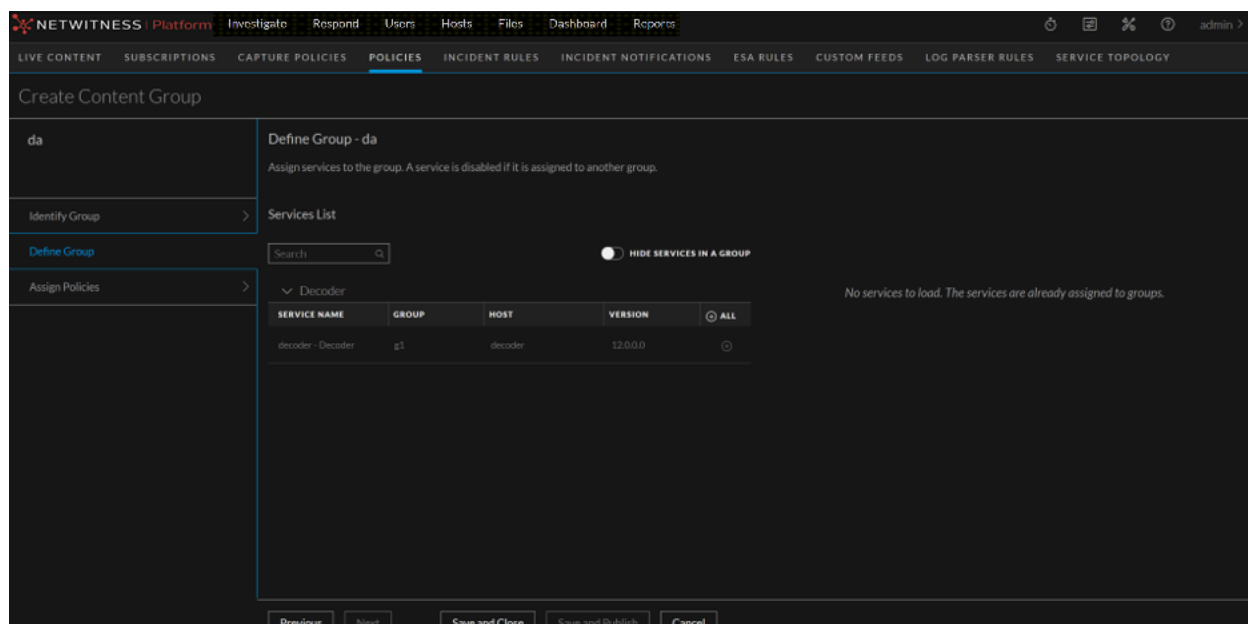 NETWITNESS Platform Investigate Respond Users Hosts Files Dashboard Reports admin >
LIVE CONTENT SUBSCRIPTIONS CAPTURE POLICIES POLICIES INCIDENT RULES INCIDENT NOTIFICATIONS ESA RULES CUSTOM FEEDS LOG PARSER RULES SERVICE TOPOLOGY
Create Content Group
da
Define Group - da
Assign services to the group. A service is disabled if it is assigned to another group.
Identify Group
Services List
Define Group
Search
HIDE SERVICES IN A GROUP
Assign Policies
Decoder
No services to load. The services are already assigned to groups.
SERVICE NAME GROUP HOST VERSION ALL
decoder - Decoder g1 decoder 12.0.0.0
Previous Next Save and Close Save and Publish Cancel